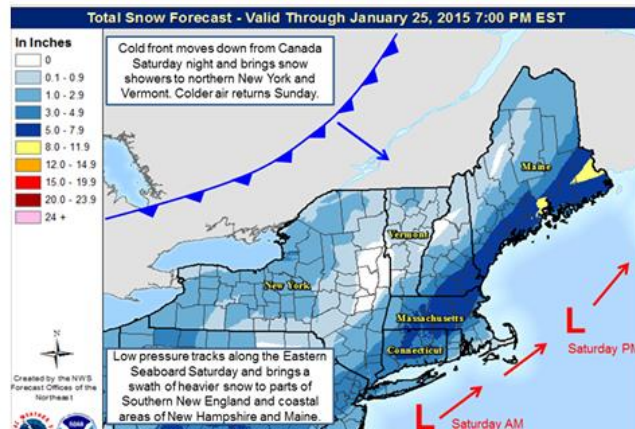 Total Snow Forecast - Valid Through January 25, 2015 7:00 PM EST
In Inches
0
0.1 - 0.9
1.0 - 2.9
3.0 - 4.9
5.0 - 7.9
8.0 - 11.9
12.0 - 14.9
15.0 - 19.9
20.0 - 23.9
24 +
Cold front moves down from Canada
Saturday night and brings snow
showers to northern New York and
Vermont. Colder air returns Sunday.
Maine
Vermont
New York
Massachusetts
Connecticut
L
Saturday PM
L
Saturday AM
Low pressure tracks along the Eastern
Seaboard Saturday and brings a
swath of heavier snow to parts of
Southern New England and coastal
areas of New Hampshire and Maine.
N
Created by the NWS
Forecast Offices of the
Northeast